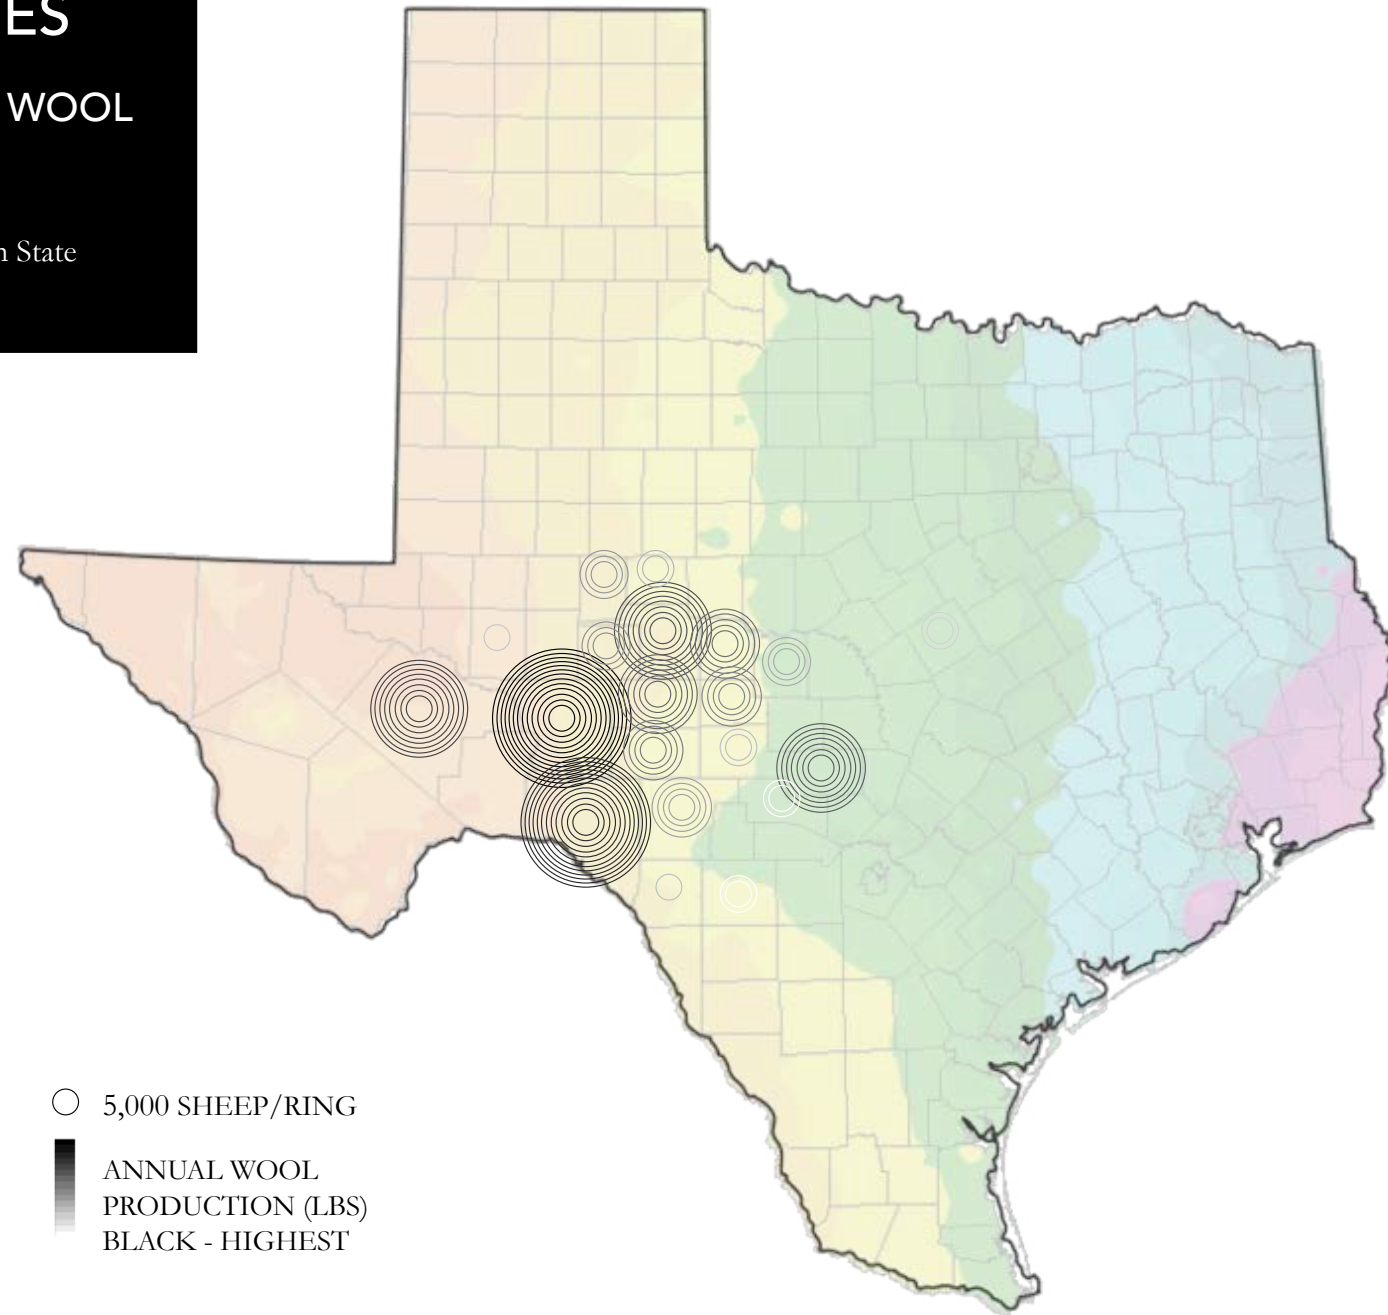 ES
WOOL
n State
5,000 SHEEP/RING
ANNUAL WOOL
PRODUCTION (LBS)
BLACK - HIGHEST